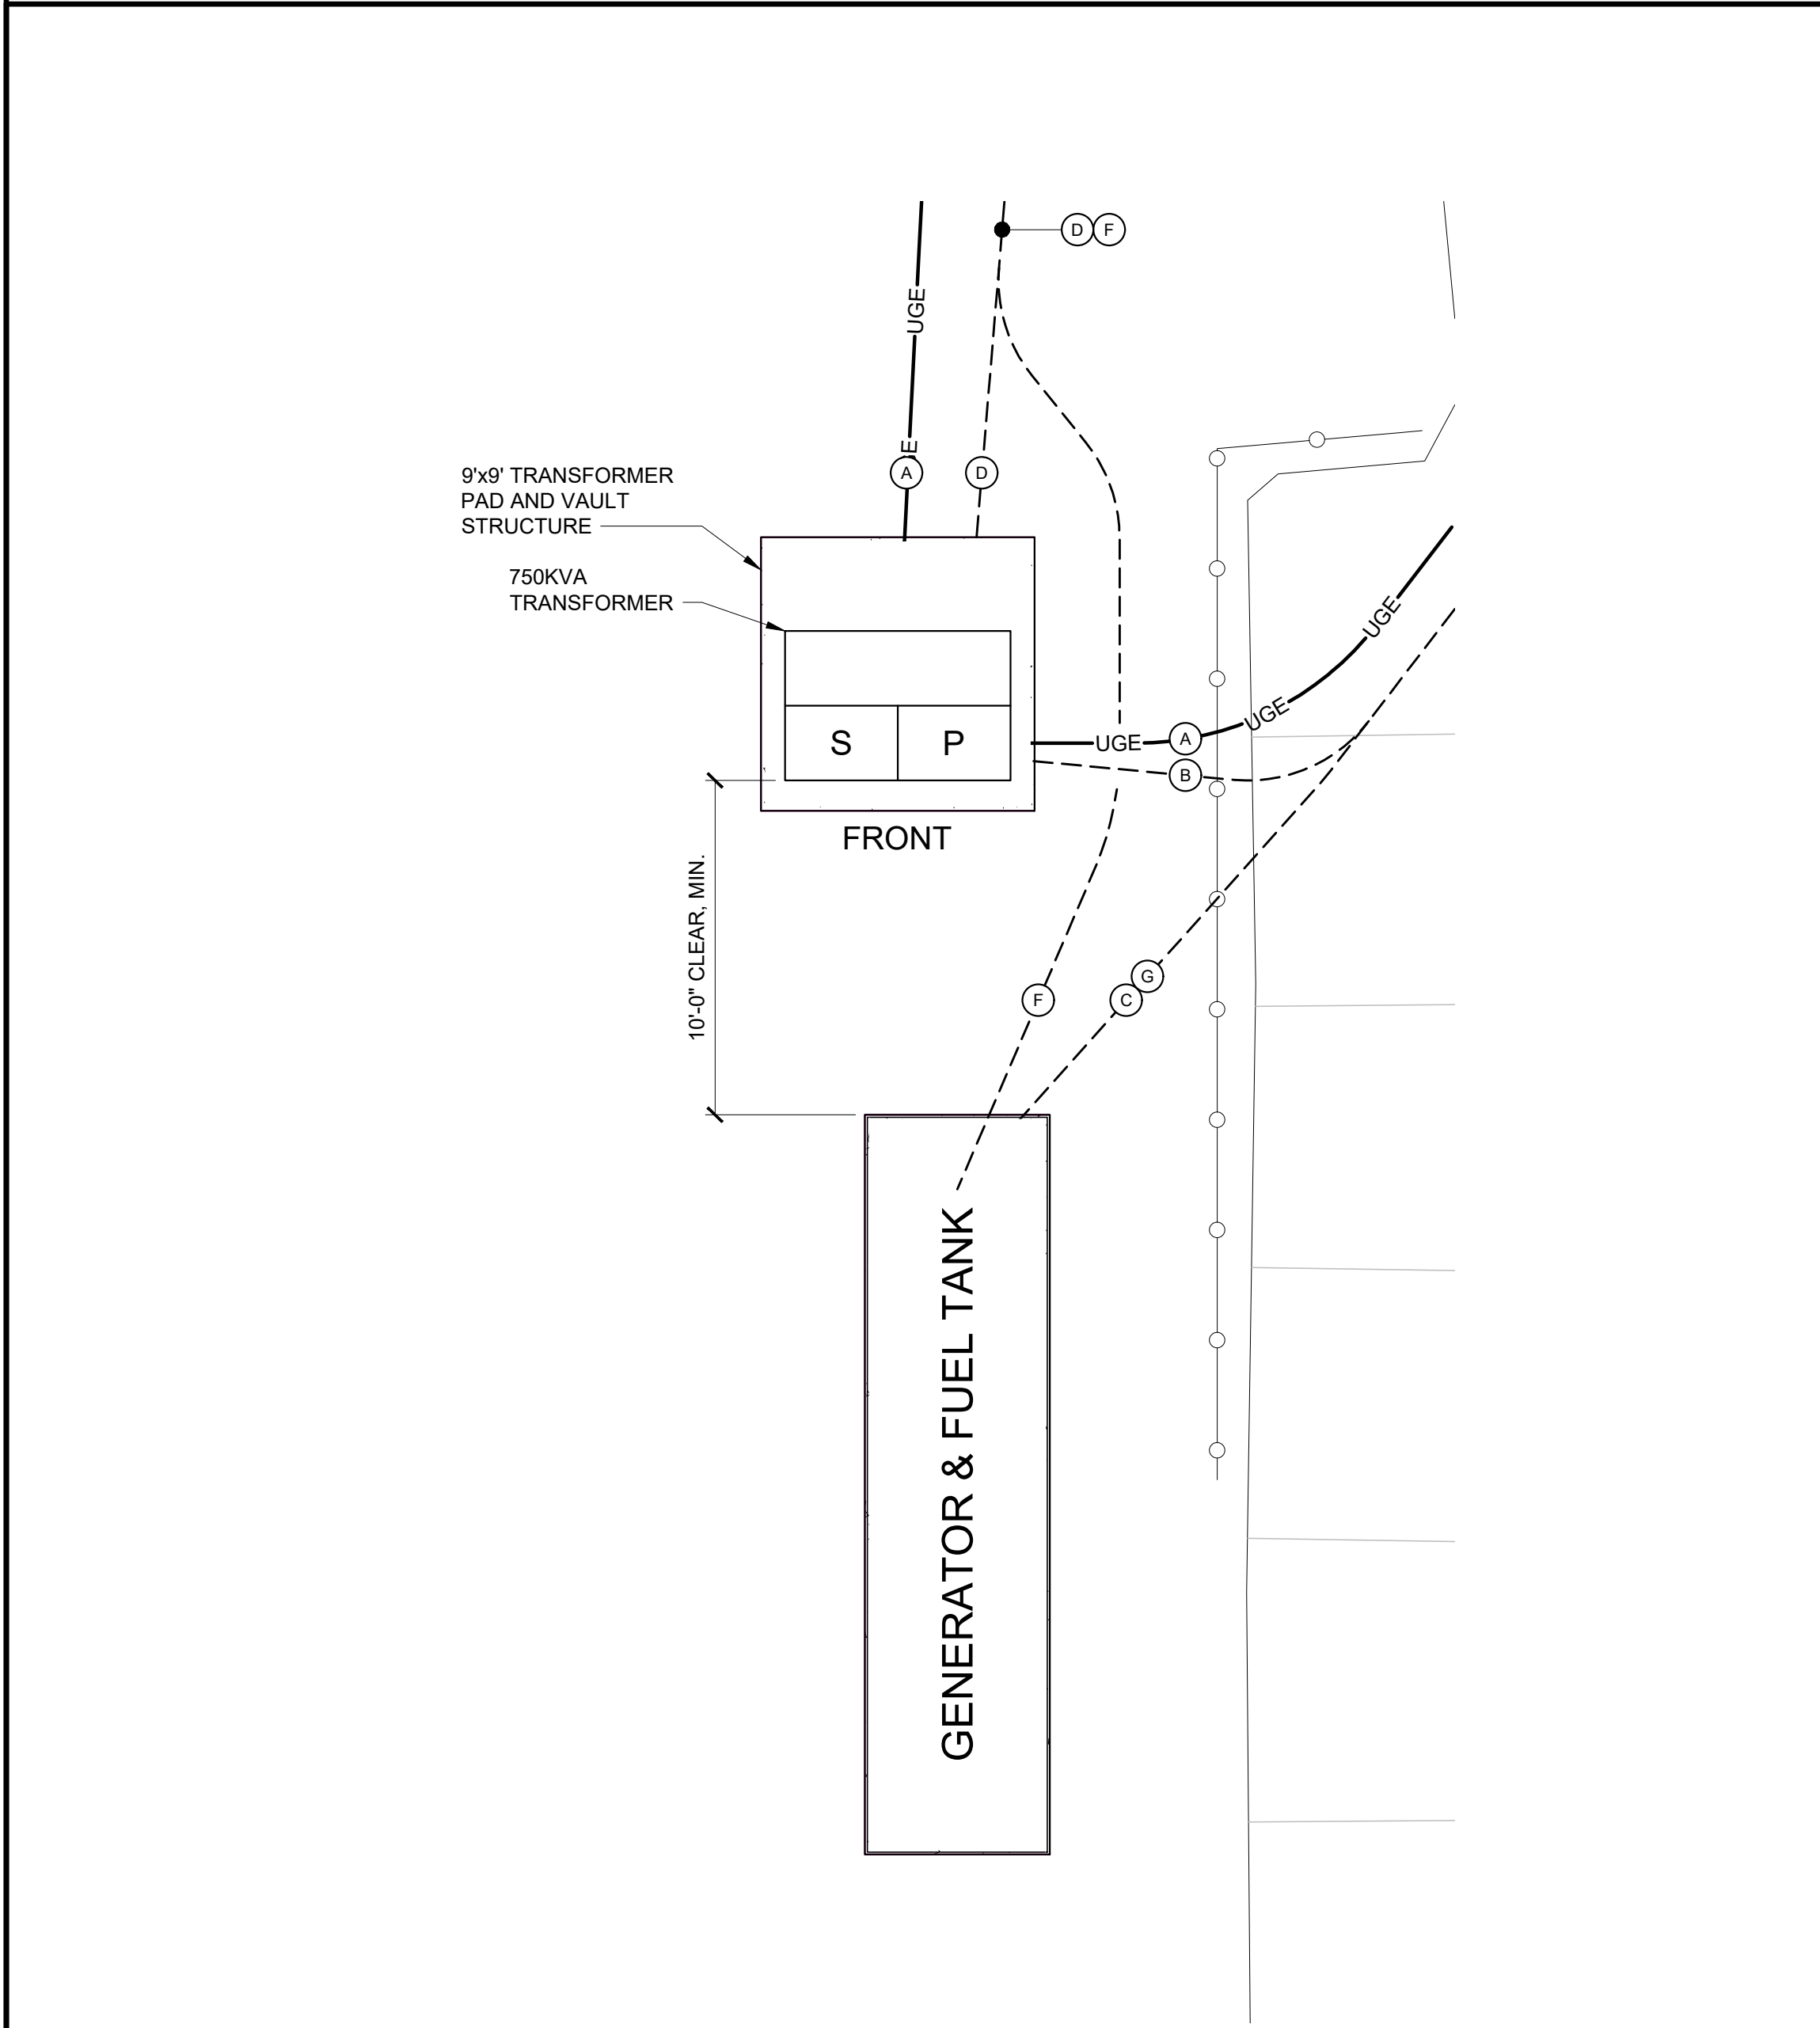 D F
UGE
E
A D
9'x9' TRANSFORMER
PAD AND VAULT
STRUCTURE
750KVA
TRANSFORMER
UGE
UGE
S P
UGE
A
B
FRONT
10'-0" CLEAR, MIN.
G
F
C
GENERATOR & FUEL TANK